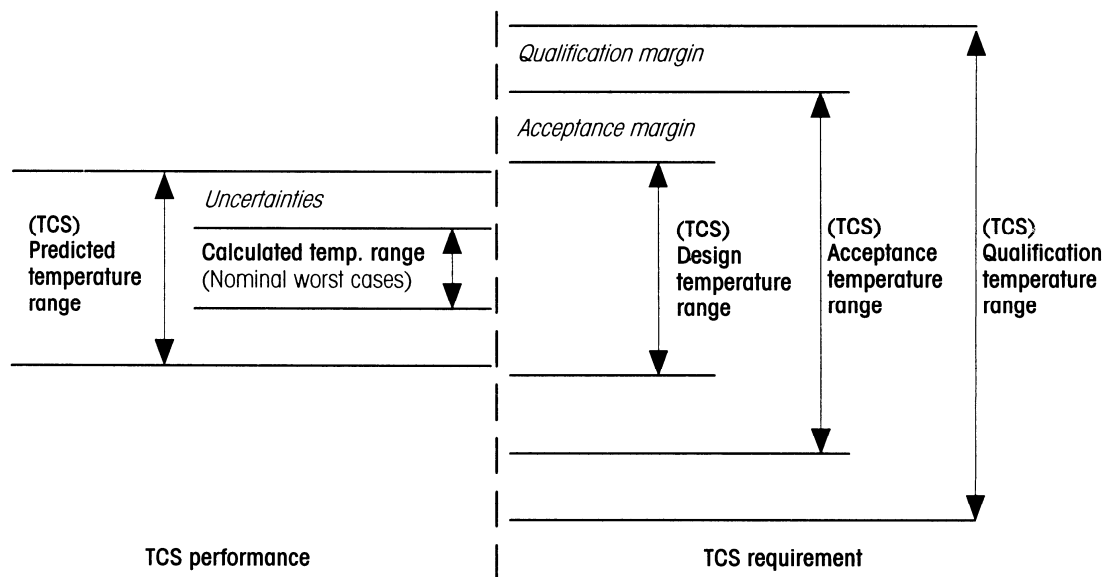 Qualification margin
Acceptance margin
Uncertainties
(TCS)
Predicted
temperature
range
Calculated temp. range
(Nominal worst cases)
(TCS)
Design
temperature
range
(TCS)
Acceptance
temperature
range
(TCS)
Qualification
temperature
range
TCS performance
TCS requirement